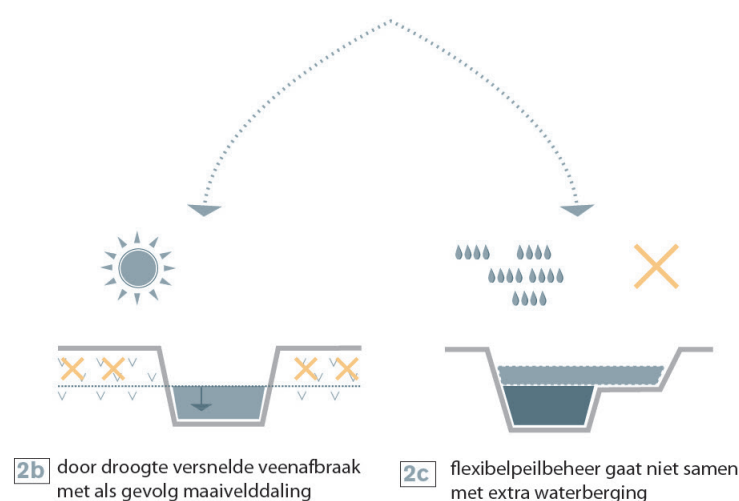 2b door droogte versnelde veenafbraak
met als gevolg maaivelddaling
2c flexibelpeilbeheer gaat niet samen
met extra waterberging